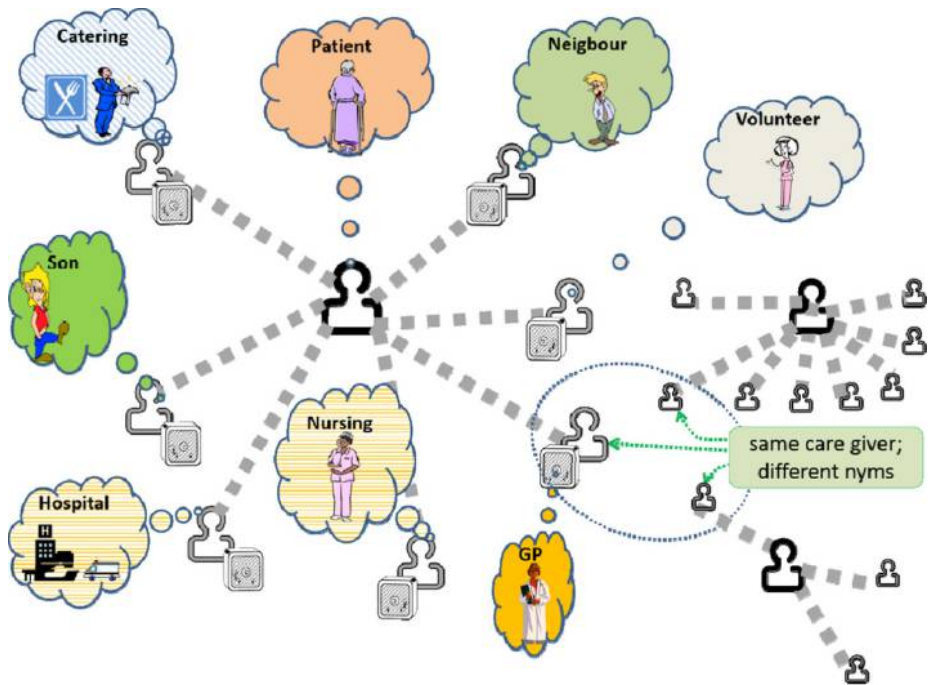 Catering
Patient
Neigbour
Volunteer
Son
Nursing
same care giver;
different nyms
Hospital
H
GP